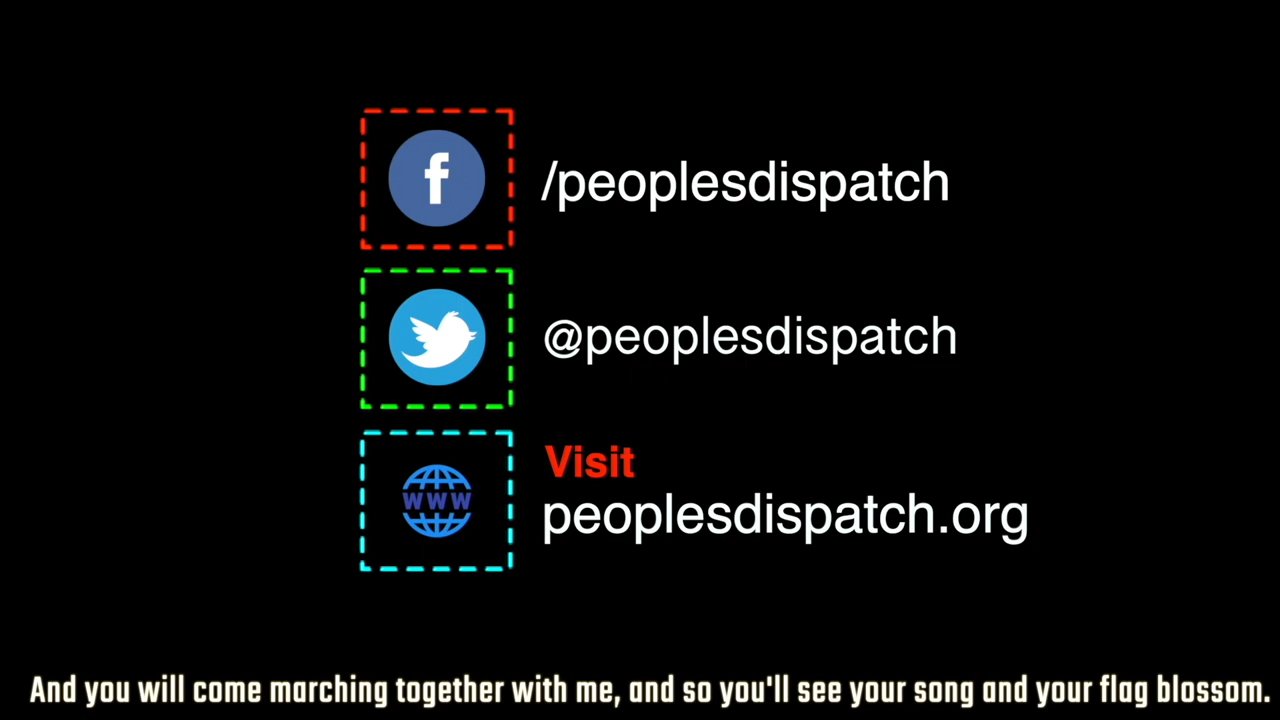 f
/peoplesdispatch
@peoplesdispatch
Visit
WWW
peoplesdispatch.org
And you will come marching together with me, and so you'll see your song and your flag blossom.